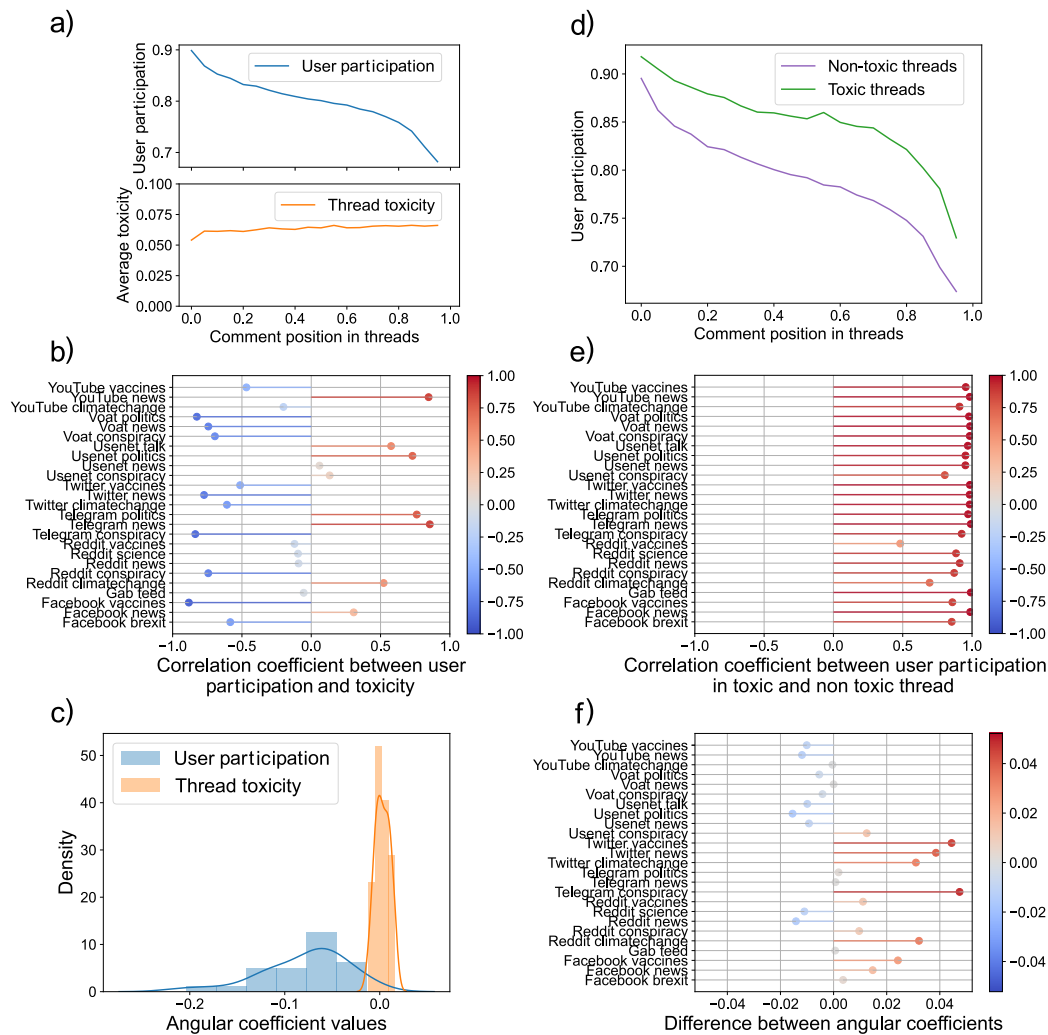 a)
0.9
0.8
0.7
User participation
User participation
0.100
0.075
0.050
0.025
0.000
Average toxicity
Thread toxicity
0.0 0.2 0.4 0.6 0.8 1.0
Comment position in threads
d)
0.90
0.85
0.80
0.75
0.70
User participation
Non-toxic threads
Toxic threads
0.0 0.2 0.4 0.6 0.8 1.0
Comment position in threads
b)
YouTube vaccines
YouTube news
YouTube climatechange
Voat politics
Voat news
Voat conspiracy
Usenet talk
Usenet politics
Usenet news
Usenet conspiracy
Twitter vaccines
Twitter news
Twitter climatechange
Telegram politics
Telegram news
Telegram conspiracy
Reddit vaccines
Reddit science
Reddit news
Reddit conspiracy
Reddit climatechange
Gab feed
Facebook vaccines
Facebook news
Facebook brexit
−1.0 −0.5 0.0 0.5 1.0
Correlation coefficient between user
participation and toxicity
1.00
0.75
0.50
0.25
0.00
−0.25
−0.50
−0.75
−1.00
e)
YouTube vaccines
YouTube news
YouTube climatechange
Voat politics
Voat news
Voat conspiracy
Usenet talk
Usenet politics
Usenet news
Usenet conspiracy
Twitter vaccines
Twitter news
Twitter climatechange
Telegram politics
Telegram news
Telegram conspiracy
Reddit vaccines
Reddit science
Reddit news
Reddit conspiracy
Reddit climatechange
Gab feed
Facebook vaccines
Facebook news
Facebook brexit
−1.0 −0.5 0.0 0.5 1.0
Correlation coefficient between user participation
in toxic and non toxic thread
1.00
0.75
0.50
0.25
0.00
−0.25
−0.50
−0.75
−1.00
c)
50
40
30
20
10
0
Density
User participation
Thread toxicity
−0.2 −0.1 0.0
Angular coefficient values
f)
YouTube vaccines
YouTube news
YouTube climatechange
Voat politics
Voat news
Voat conspiracy
Usenet talk
Usenet politics
Usenet news
Usenet conspiracy
Twitter vaccines
Twitter news
Twitter climatechange
Telegram politics
Telegram news
Telegram conspiracy
Reddit vaccines
Reddit science
Reddit news
Reddit conspiracy
Reddit climatechange
Gab feed
Facebook vaccines
Facebook news
Facebook brexit
−0.04 −0.02 0.00 0.02 0.04
Difference between angular coefficients
0.04
0.02
0.00
−0.02
−0.04